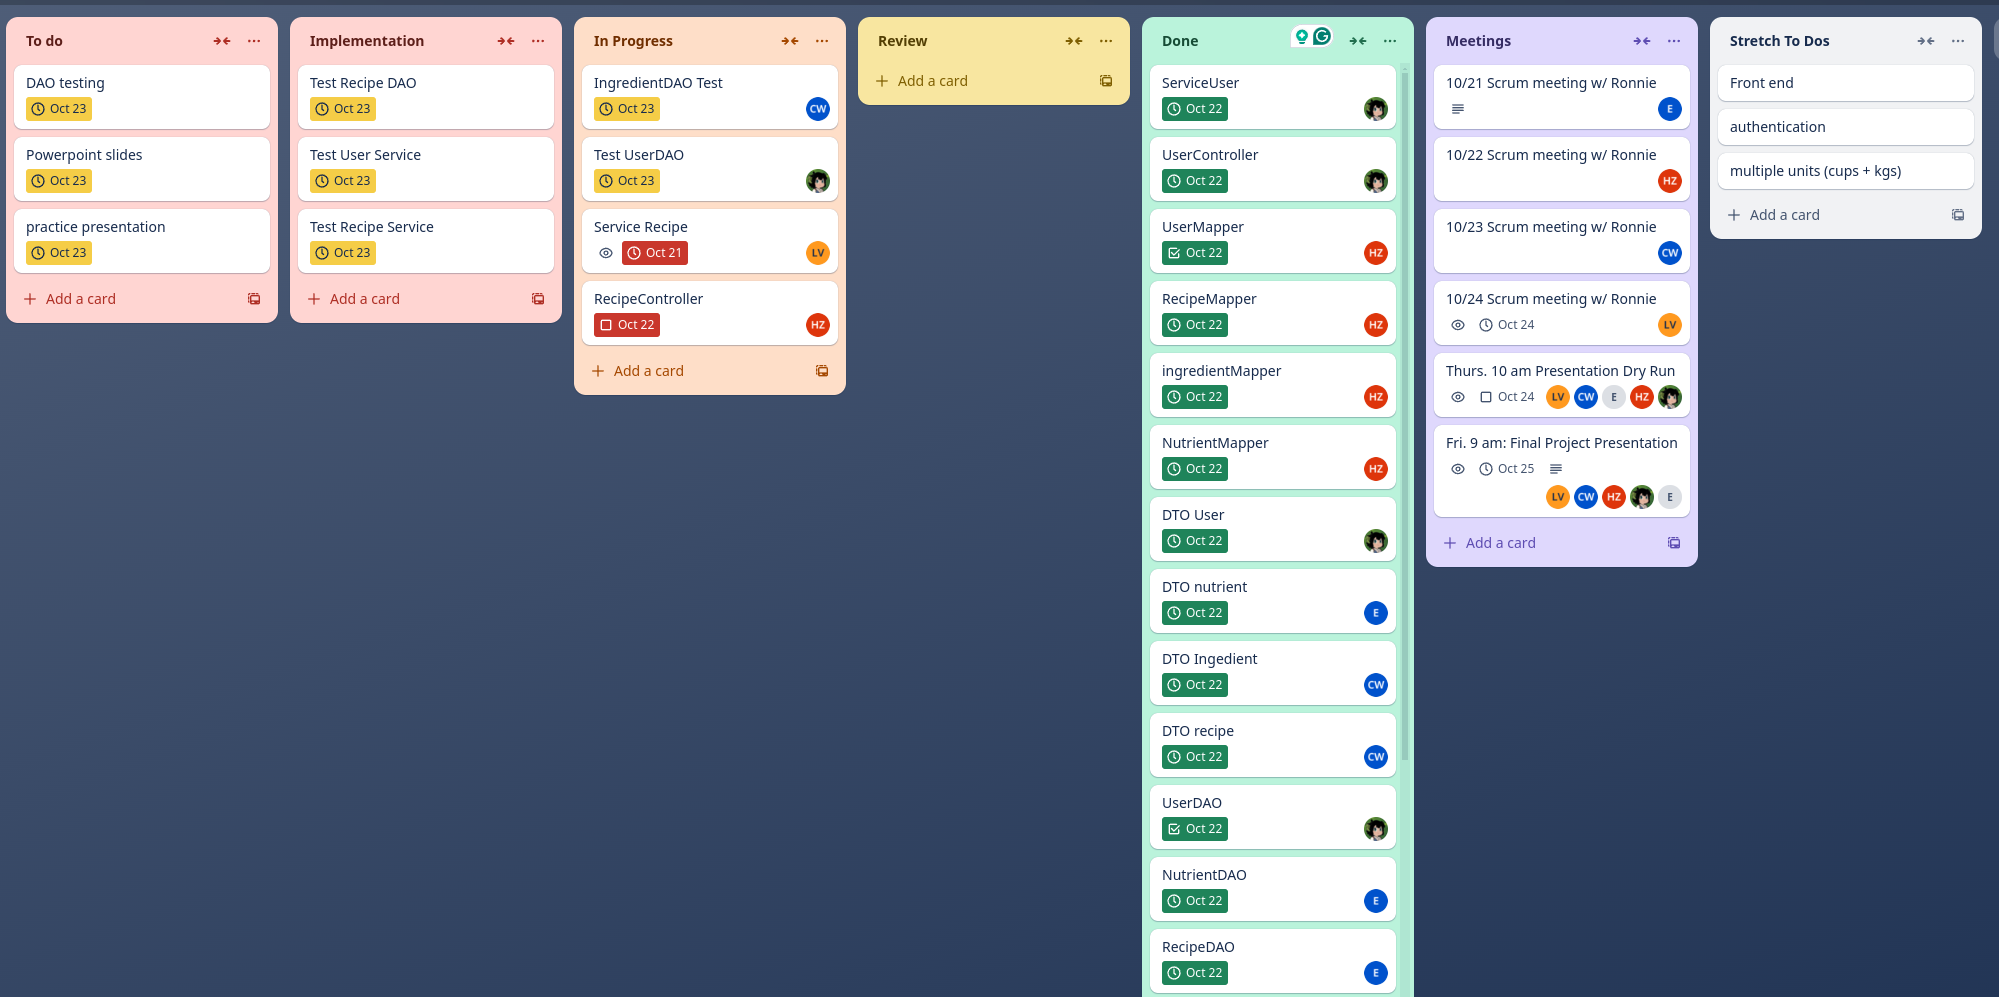 To do
DAO testing
Oct 23
Powerpoint slides
Oct 23
practice presentation
Oct 23
Add a card
Implementation
Test Recipe DAO
Oct 23
Test User Service
Oct 23
Test Recipe Service
Oct 23
Add a card
In Progress
IngredientDAO Test
Oct 23 CW
Test UserDAO
Oct 23
Service Recipe
Oct 21 LV
RecipeController
Oct 22 HZ
Add a card
Review
Add a card
Done
ServiceUser
Oct 22
UserController
Oct 22
UserMapper
Oct 22 HZ
RecipeMapper
Oct 22 HZ
ingredientMapper
Oct 22 HZ
NutrientMapper
Oct 22 HZ
DTO User
Oct 22
DTO nutrient
Oct 22 E
DTO Ingedient
Oct 22 CW
DTO recipe
Oct 22 CW
UserDAO
Oct 22
NutrientDAO
Oct 22 E
RecipeDAO
Oct 22 E
Meetings
10/21 Scrum meeting w/ Ronnie
E
10/22 Scrum meeting w/ Ronnie
HZ
10/23 Scrum meeting w/ Ronnie
CW
10/24 Scrum meeting w/ Ronnie
Oct 24 LV
Thurs. 10 am Presentation Dry Run
Oct 24 LV CW E HZ
Fri. 9 am: Final Project Presentation
Oct 25
LV CW HZ E
Add a card
Stretch To Dos
Front end
authentication
multiple units (cups + kgs)
Add a card